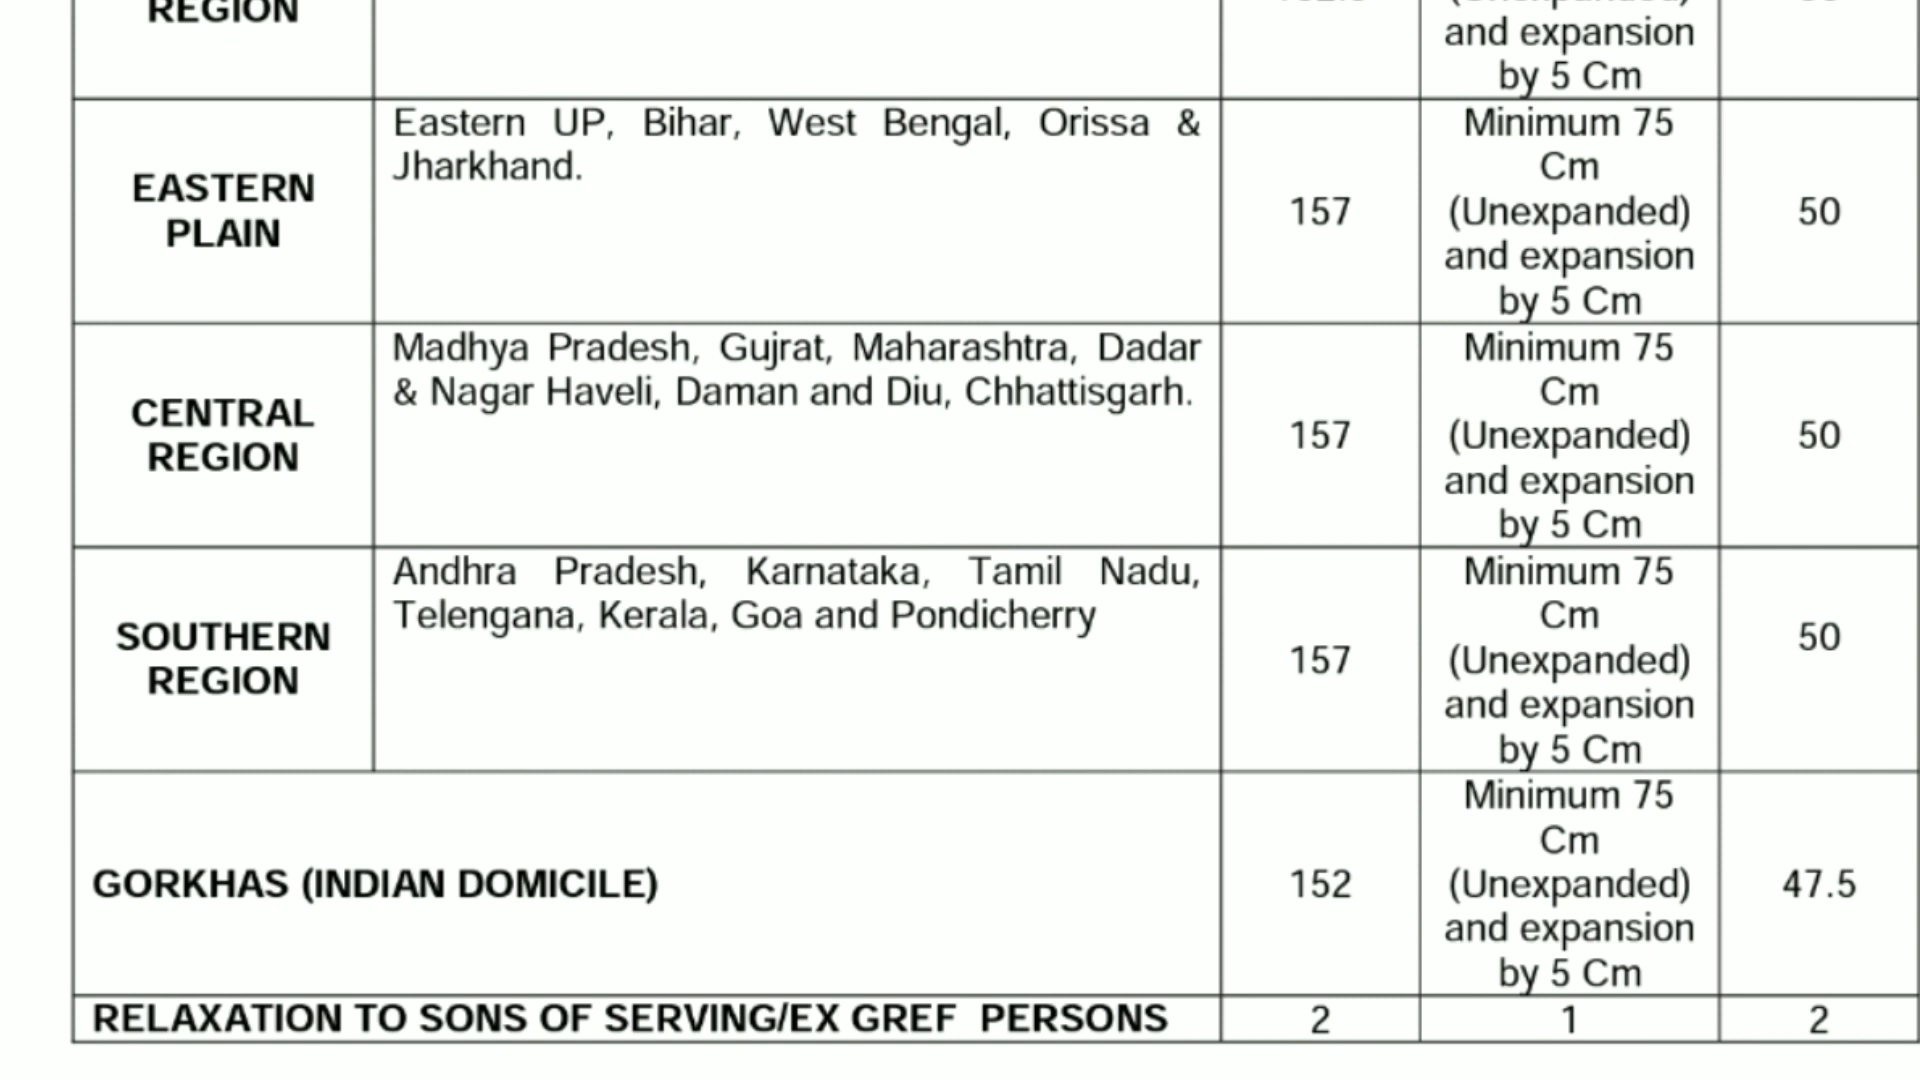 REGION
and expansion
by 5 Cm
EASTERN
PLAIN
Eastern UP, Bihar, West Bengal, Orissa &
Jharkhand.
157
Minimum 75
Cm
(Unexpanded)
and expansion
by 5 Cm
50
CENTRAL
REGION
Madhya Pradesh, Gujrat, Maharashtra, Dadar
& Nagar Haveli, Daman and Diu, Chhattisgarh.
157
Minimum 75
Cm
(Unexpanded)
and expansion
by 5 Cm
50
SOUTHERN
REGION
Andhra Pradesh, Karnataka, Tamil Nadu,
Telengana, Kerala, Goa and Pondicherry
157
Minimum 75
Cm
(Unexpanded)
and expansion
by 5 Cm
50
GORKHAS (INDIAN DOMICILE)
152
Minimum 75
Cm
(Unexpanded)
and expansion
by 5 Cm
47.5
RELAXATION TO SONS OF SERVING/EX GREF PERSONS
2
1
2